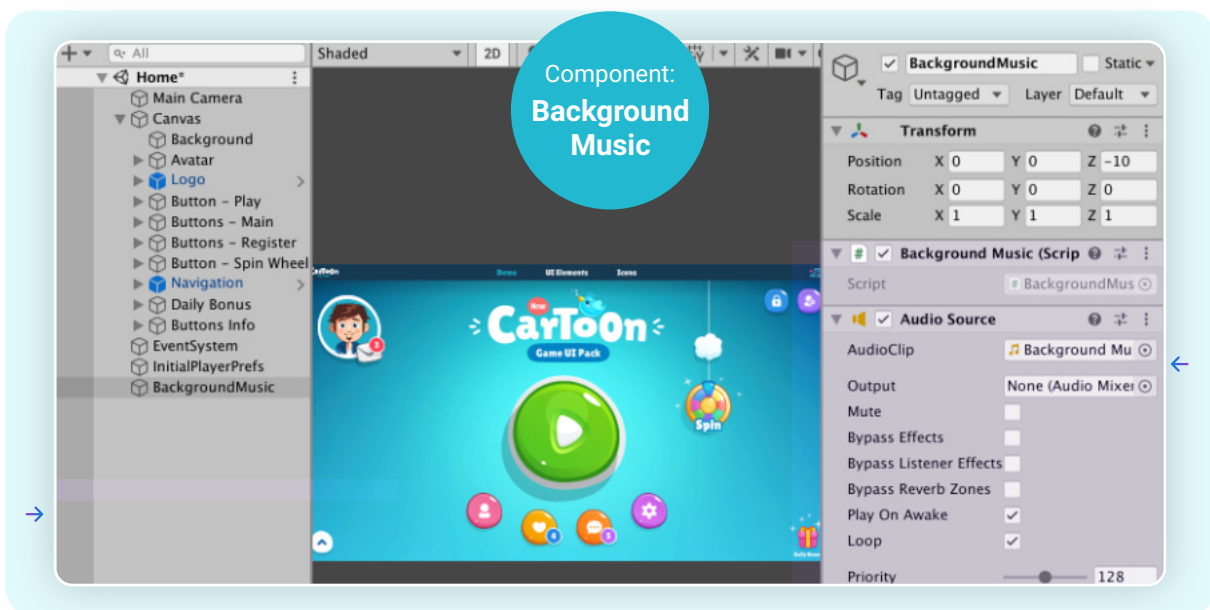 All
Home*
Main Camera
Canvas
Background
Avatar
Logo
Button - Play
Buttons - Main
Buttons - Register
Button - Spin Wheel
Navigation
Daily Bonus
Buttons Info
EventSystem
InitialPlayerPrefs
BackgroundMusic
Shaded
2D
Component:
Background
Music
CarToon
Demo UI Elements Icons
New
CarToon
Game UI Pack
3
Spin
4
5
BackgroundMusic Static
Tag Untagged Layer Default
Transform
Position X 0 Y 0 Z -10
Rotation X 0 Y 0 Z 0
Scale X 1 Y 1 Z 1
# Background Music (Scrip
Script # BackgroundMus
Audio Source
AudioClip Background Mu
Output None (Audio Mixer
Mute
Bypass Effects
Bypass Listener Effects
Bypass Reverb Zones
Play On Awake
Loop
Priority 128